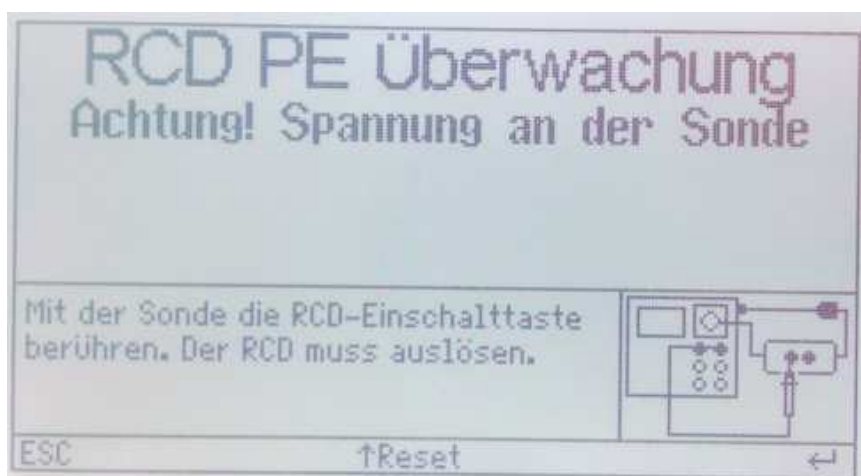 RCD PE Überwachung
Achtung! Spannung an der Sonde
Mit der Sonde die RCD-Einschalttaste
berühren. Der RCD muss auslösen.
ESC ↑Reset ↵